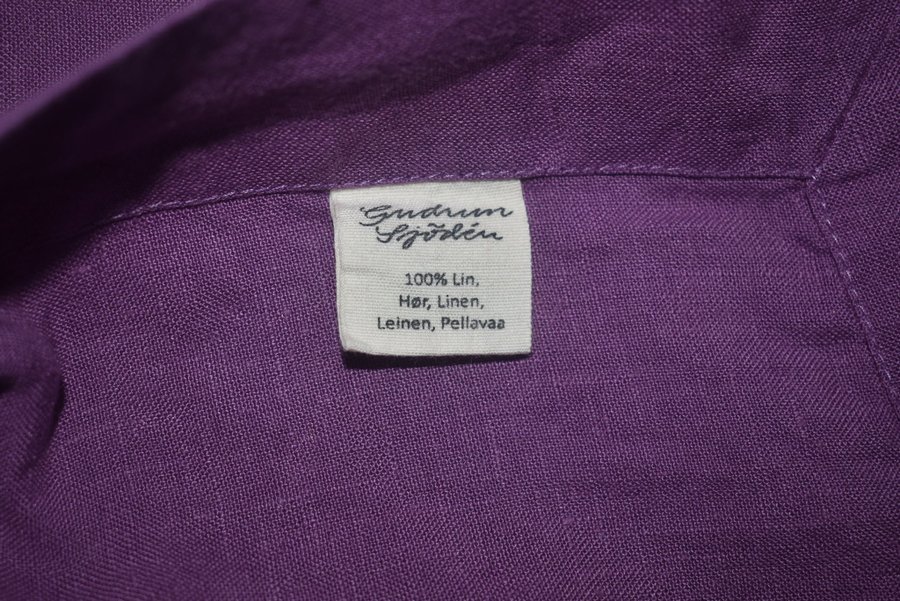 Gudrun
Sjödén
100% Lin,
Hør, Linen,
Leinen, Pellavaa